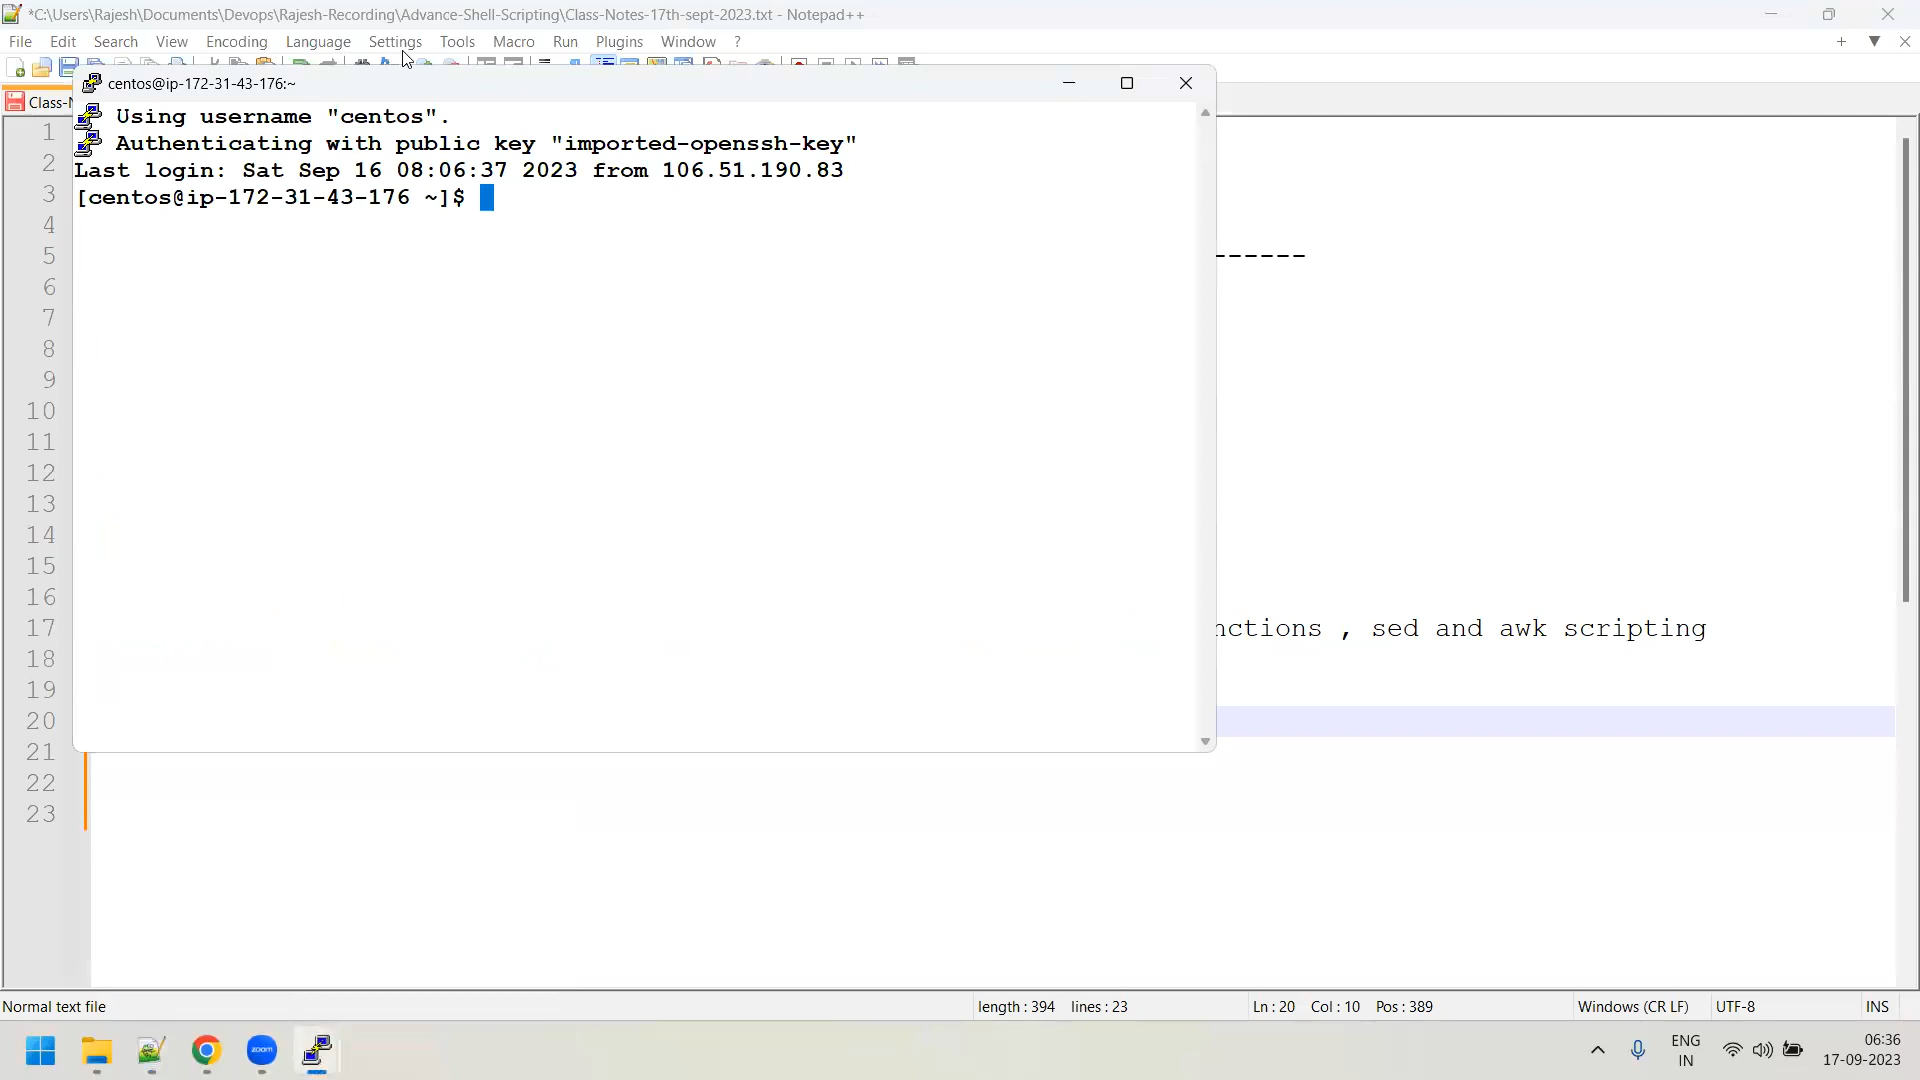 *C:\Users\Rajesh\Documents\Devops\Rajesh-Recording\Advance-Shell-Scripting\Class-Notes-17th-sept-2023.txt - Notepad++
File Edit Search View Encoding Language Settings Tools Macro Run Plugins Window ?
centos@ip-172-31-43-176:~
Class-N
Using username "centos".
Authenticating with public key "imported-openssh-key"
Last login: Sat Sep 16 08:06:37 2023 from 106.51.190.83
[centos@ip-172-31-43-176 ~]$
1
2
3
4
5
------
6
7
8
9
10
11
12
13
14
15
16
17
nctions , sed and awk scripting
18
19
20
21
22
23
Normal text file length : 394 lines : 23 Ln : 20 Col : 10 Pos : 389 Windows (CR LF) UTF-8 INS
zoom
ENG
IN
06:36
17-09-2023